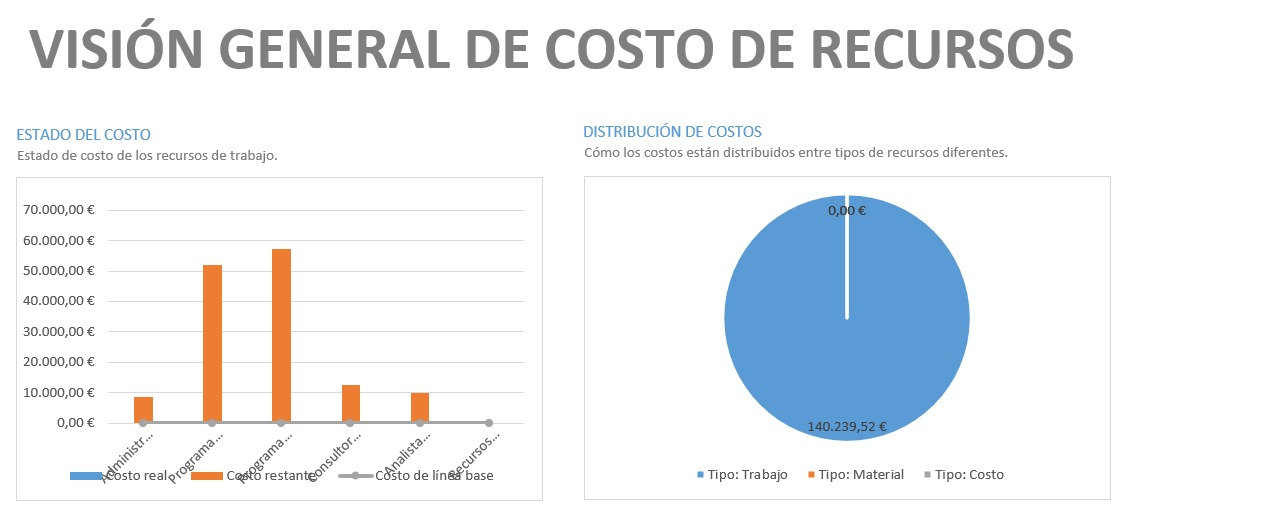 VISIÓN GENERAL DE COSTO DE RECURSOS
ESTADO DEL COSTO
Estado de costo de los recursos de trabajo.
70.000,00 €
60.000,00 €
50.000,00 €
40.000,00 €
30.000,00 €
20.000,00 €
10.000,00 €
0,00 €
Administr...
Programa...
Programa...
Consultor...
Analista...
Recursos...
Costo real
Costo restante
Costo de línea base
DISTRIBUCIÓN DE COSTOS
Cómo los costos están distribuidos entre tipos de recursos diferentes.
0,00 €
140.239,52 €
Tipo: Trabajo
Tipo: Material
Tipo: Costo